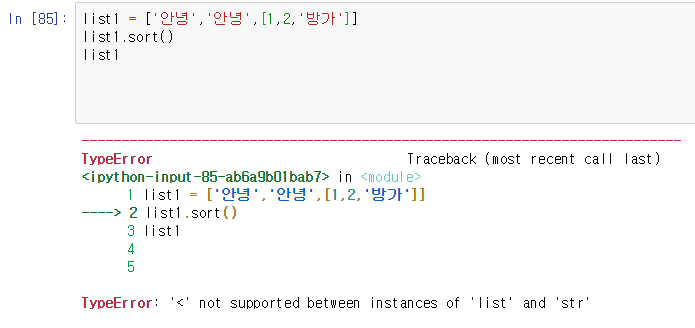 In [85]: list1 = ['안녕','안녕',[1,2,'방가']]
list1.sort()
list1
---------------------------------------------------------------------------
TypeError Traceback (most recent call last)
<ipython-input-85-ab6a9b01bab7> in <module>
1 list1 = ['안녕','안녕',[1,2,'방가']]
----> 2 list1.sort()
3 list1
4
5
TypeError: '<' not supported between instances of 'list' and 'str'